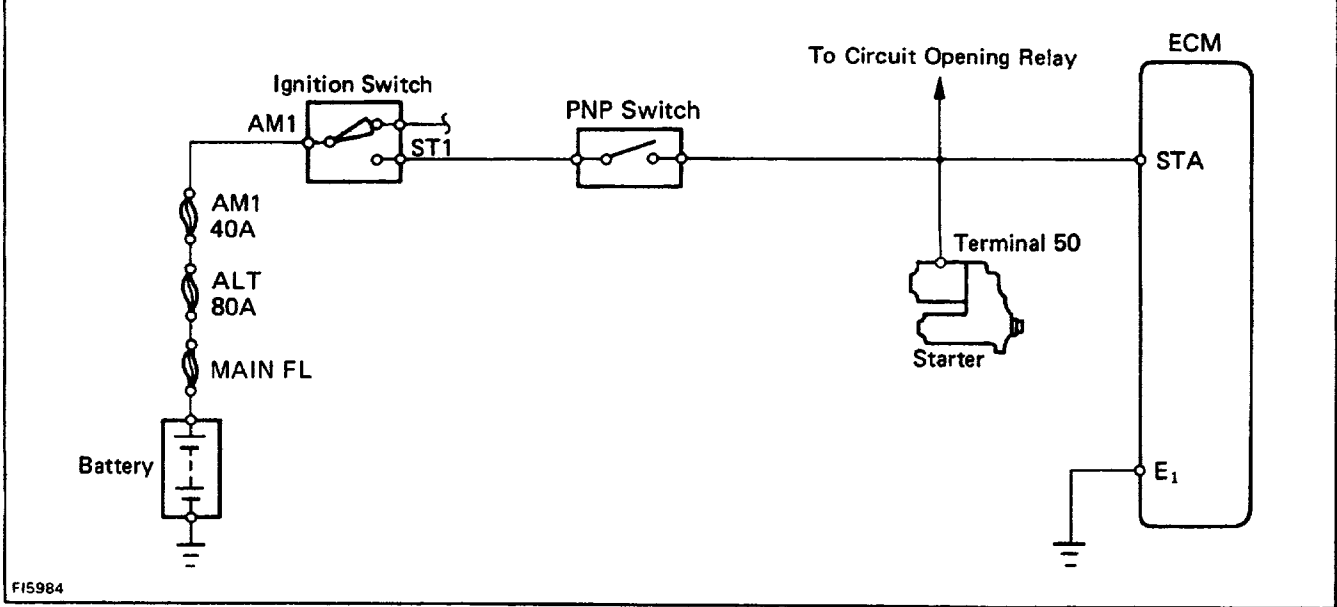 ECM
To Circuit Opening Relay
Ignition Switch
PNP Switch
AM1
ST1
STA
AM1
40A
Terminal 50
ALT
80A
Starter
MAIN FL
Battery
E₁
FI5984